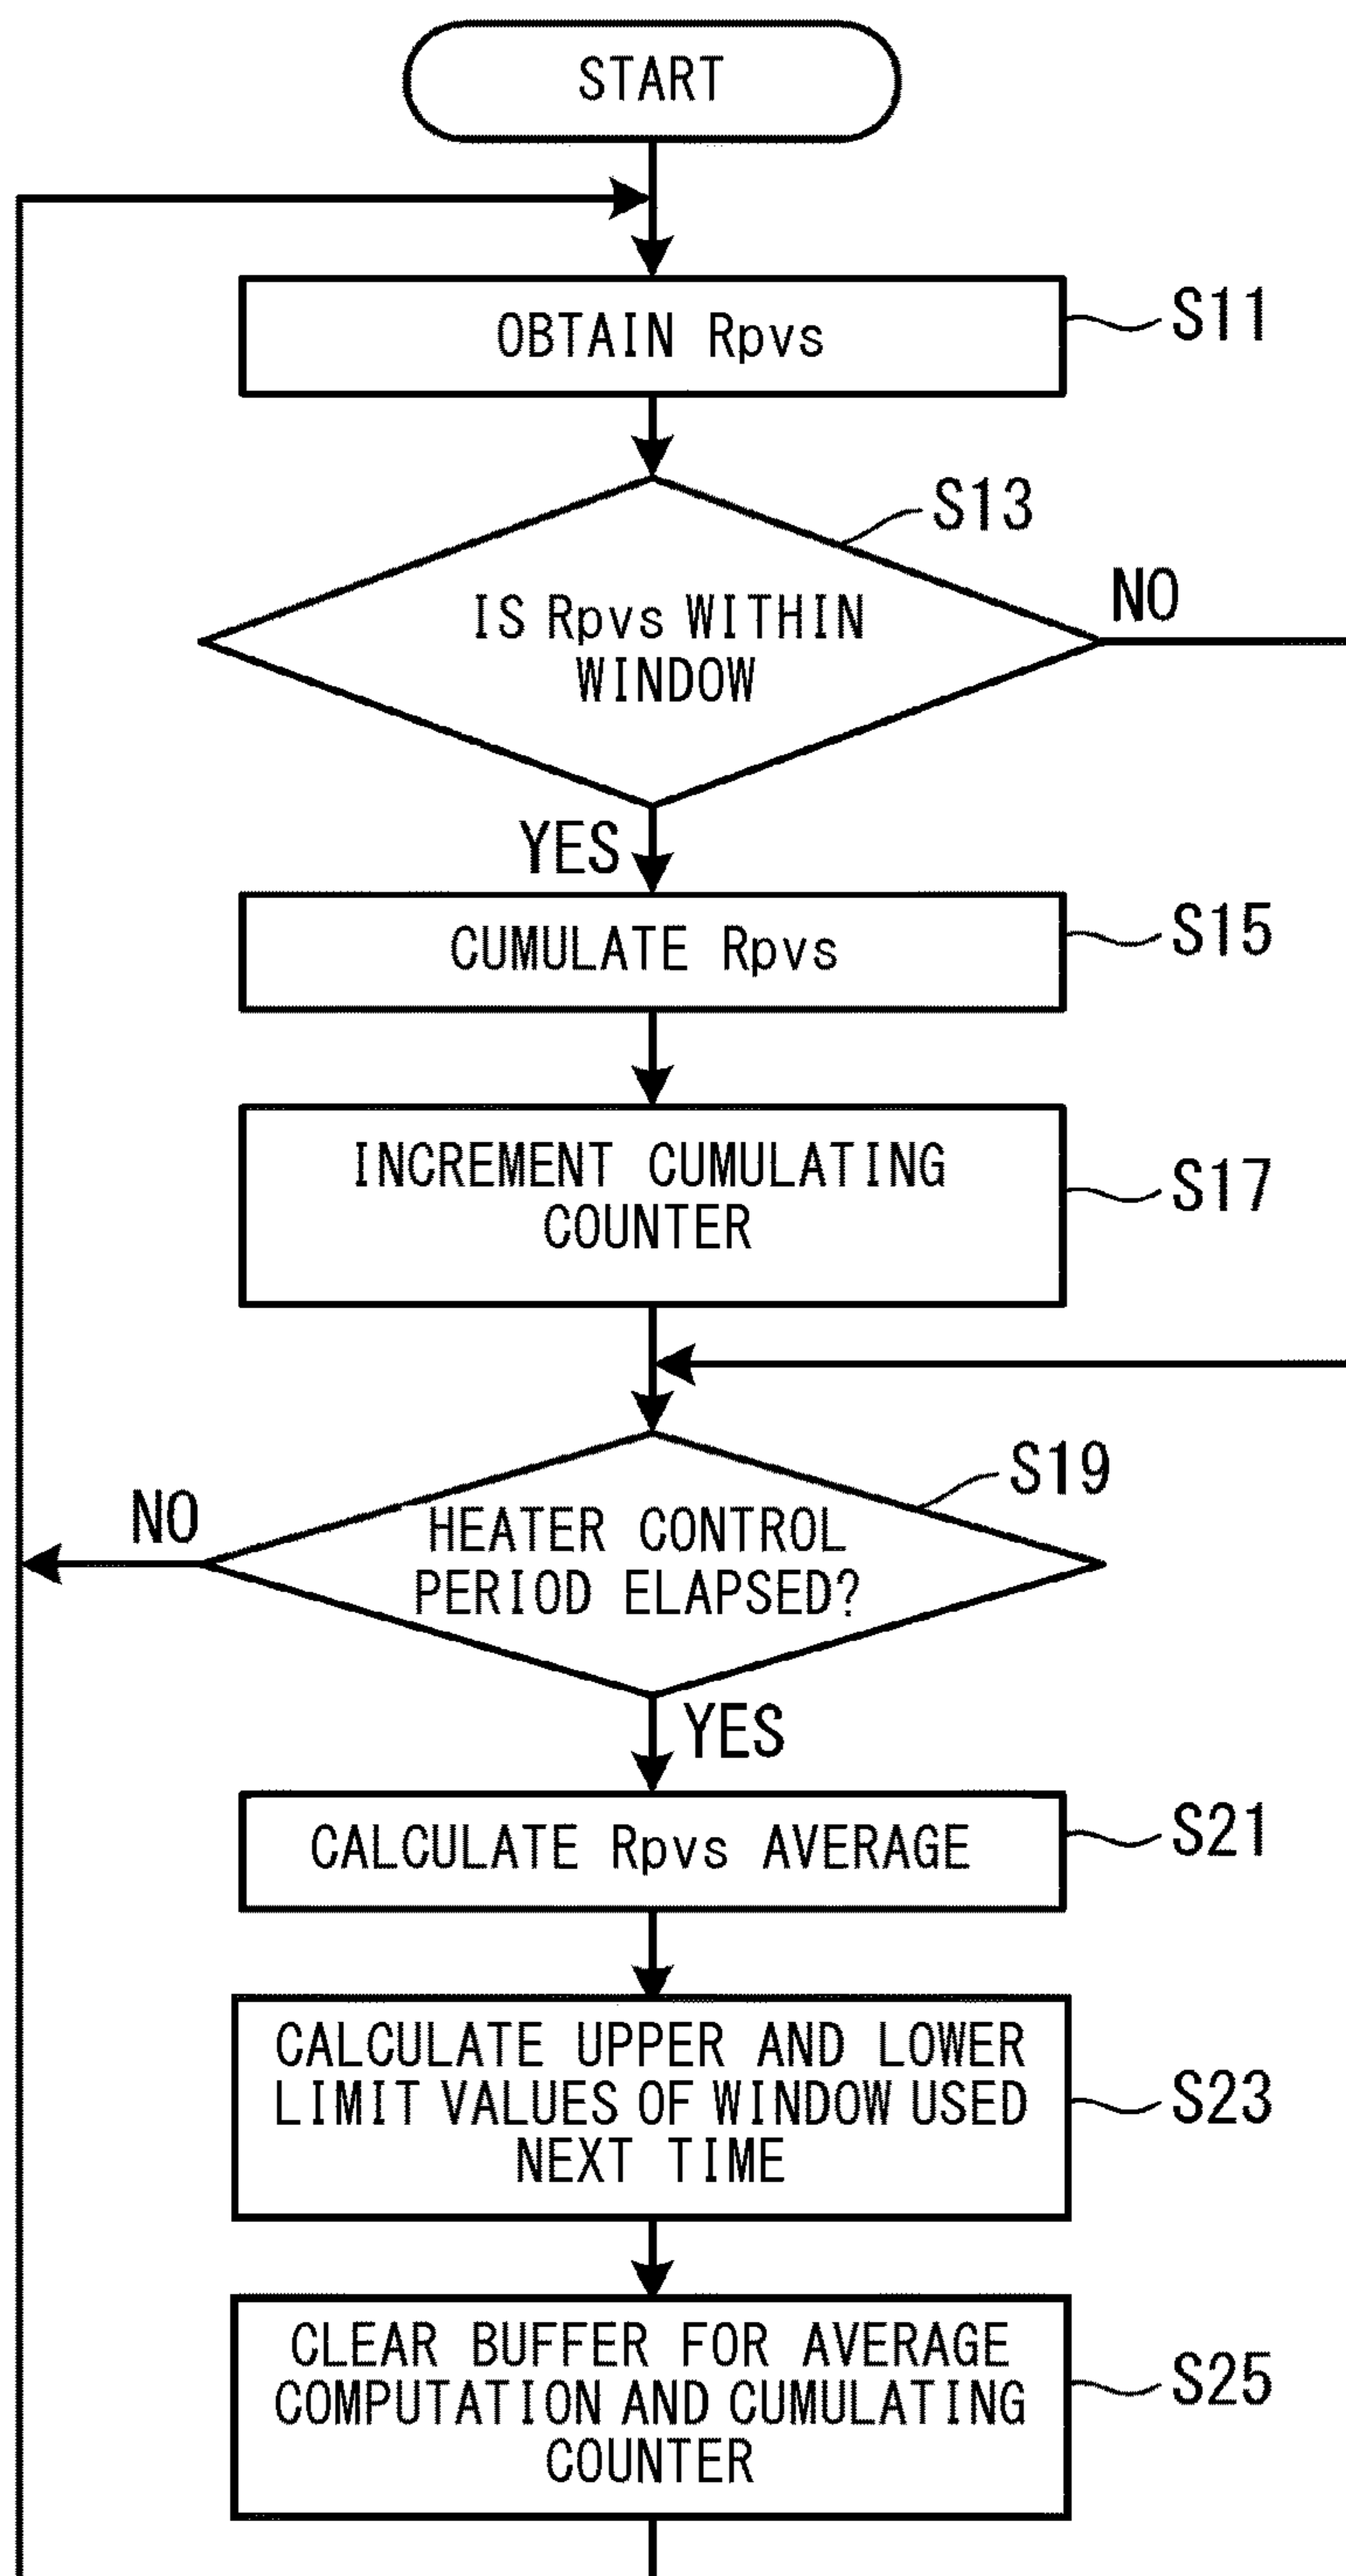 START
OBTAIN Rpvs
S11
S13
IS Rpvs WITHIN
WINDOW
NO
YES
CUMULATE Rpvs
S15
INCREMENT CUMULATING
COUNTER
S17
S19
HEATER CONTROL
PERIOD ELAPSED?
NO
YES
CALCULATE Rpvs AVERAGE
S21
CALCULATE UPPER AND LOWER
LIMIT VALUES OF WINDOW USED
NEXT TIME
S23
CLEAR BUFFER FOR AVERAGE
COMPUTATION AND CUMULATING
COUNTER
S25